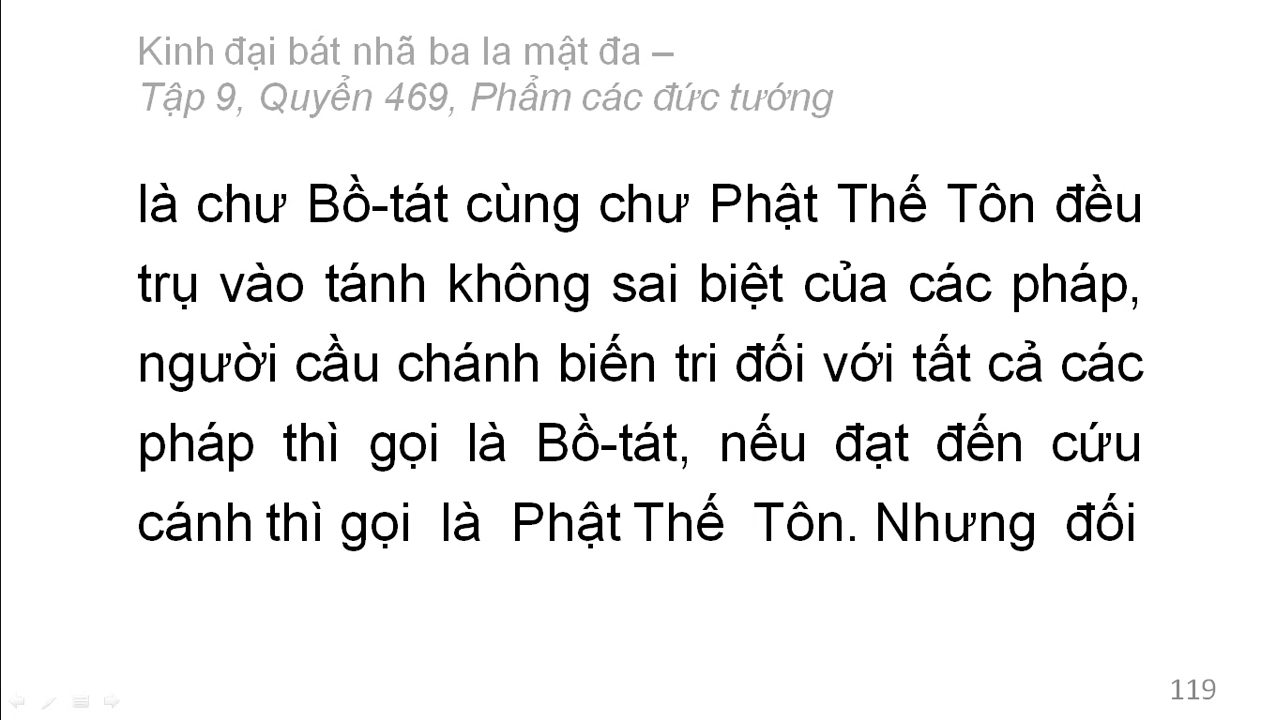 Kinh đại bát nhã ba la mật đa –
Tập 9, Quyển 469, Phẩm các đức tướng
là chư Bồ-tát cùng chư Phật Thế Tôn đều
trụ vào tánh không sai biệt của các pháp,
người cầu chánh biến tri đối với tất cả các
pháp thì gọi là Bồ-tát, nếu đạt đến cứu
cánh thì gọi là Phật Thế Tôn. Nhưng đối
119